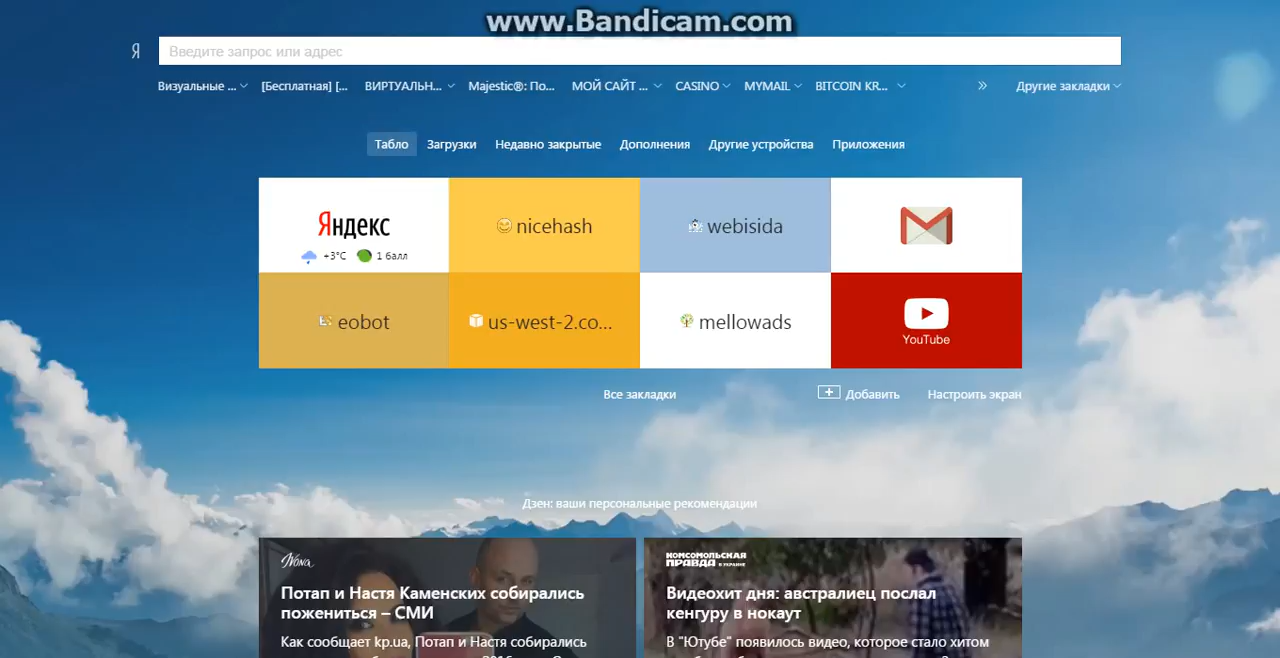 www.Bandicam.com
Я Введите запрос или адрес
Визуальные ... [Бесплатная] [... ВИРТУАЛЬН... Majestic®: По... МОЙ САЙТ ... CASINO MYMAIL BITCOIN KR... » Другие закладки
Табло Загрузки Недавно закрытые Дополнения Другие устройства Приложения
Яндекс
+3°C 1 балл
nicehash
webisida
eobot
us-west-2.co...
mellowads
YouTube
Все закладки Добавить Настроить экран
Дзен: ваши персональные рекомендации
Потап и Настя Каменских собирались
пожениться – СМИ
Как сообщает kp.ua, Потап и Настя собирались
КОМСОМОЛЬСКАЯ
ПРАВДА В УКРАИНЕ
Видеохит дня: австралиец послал
кенгуру в нокаут
В "Ютубе" появилось видео, которое стало хитом